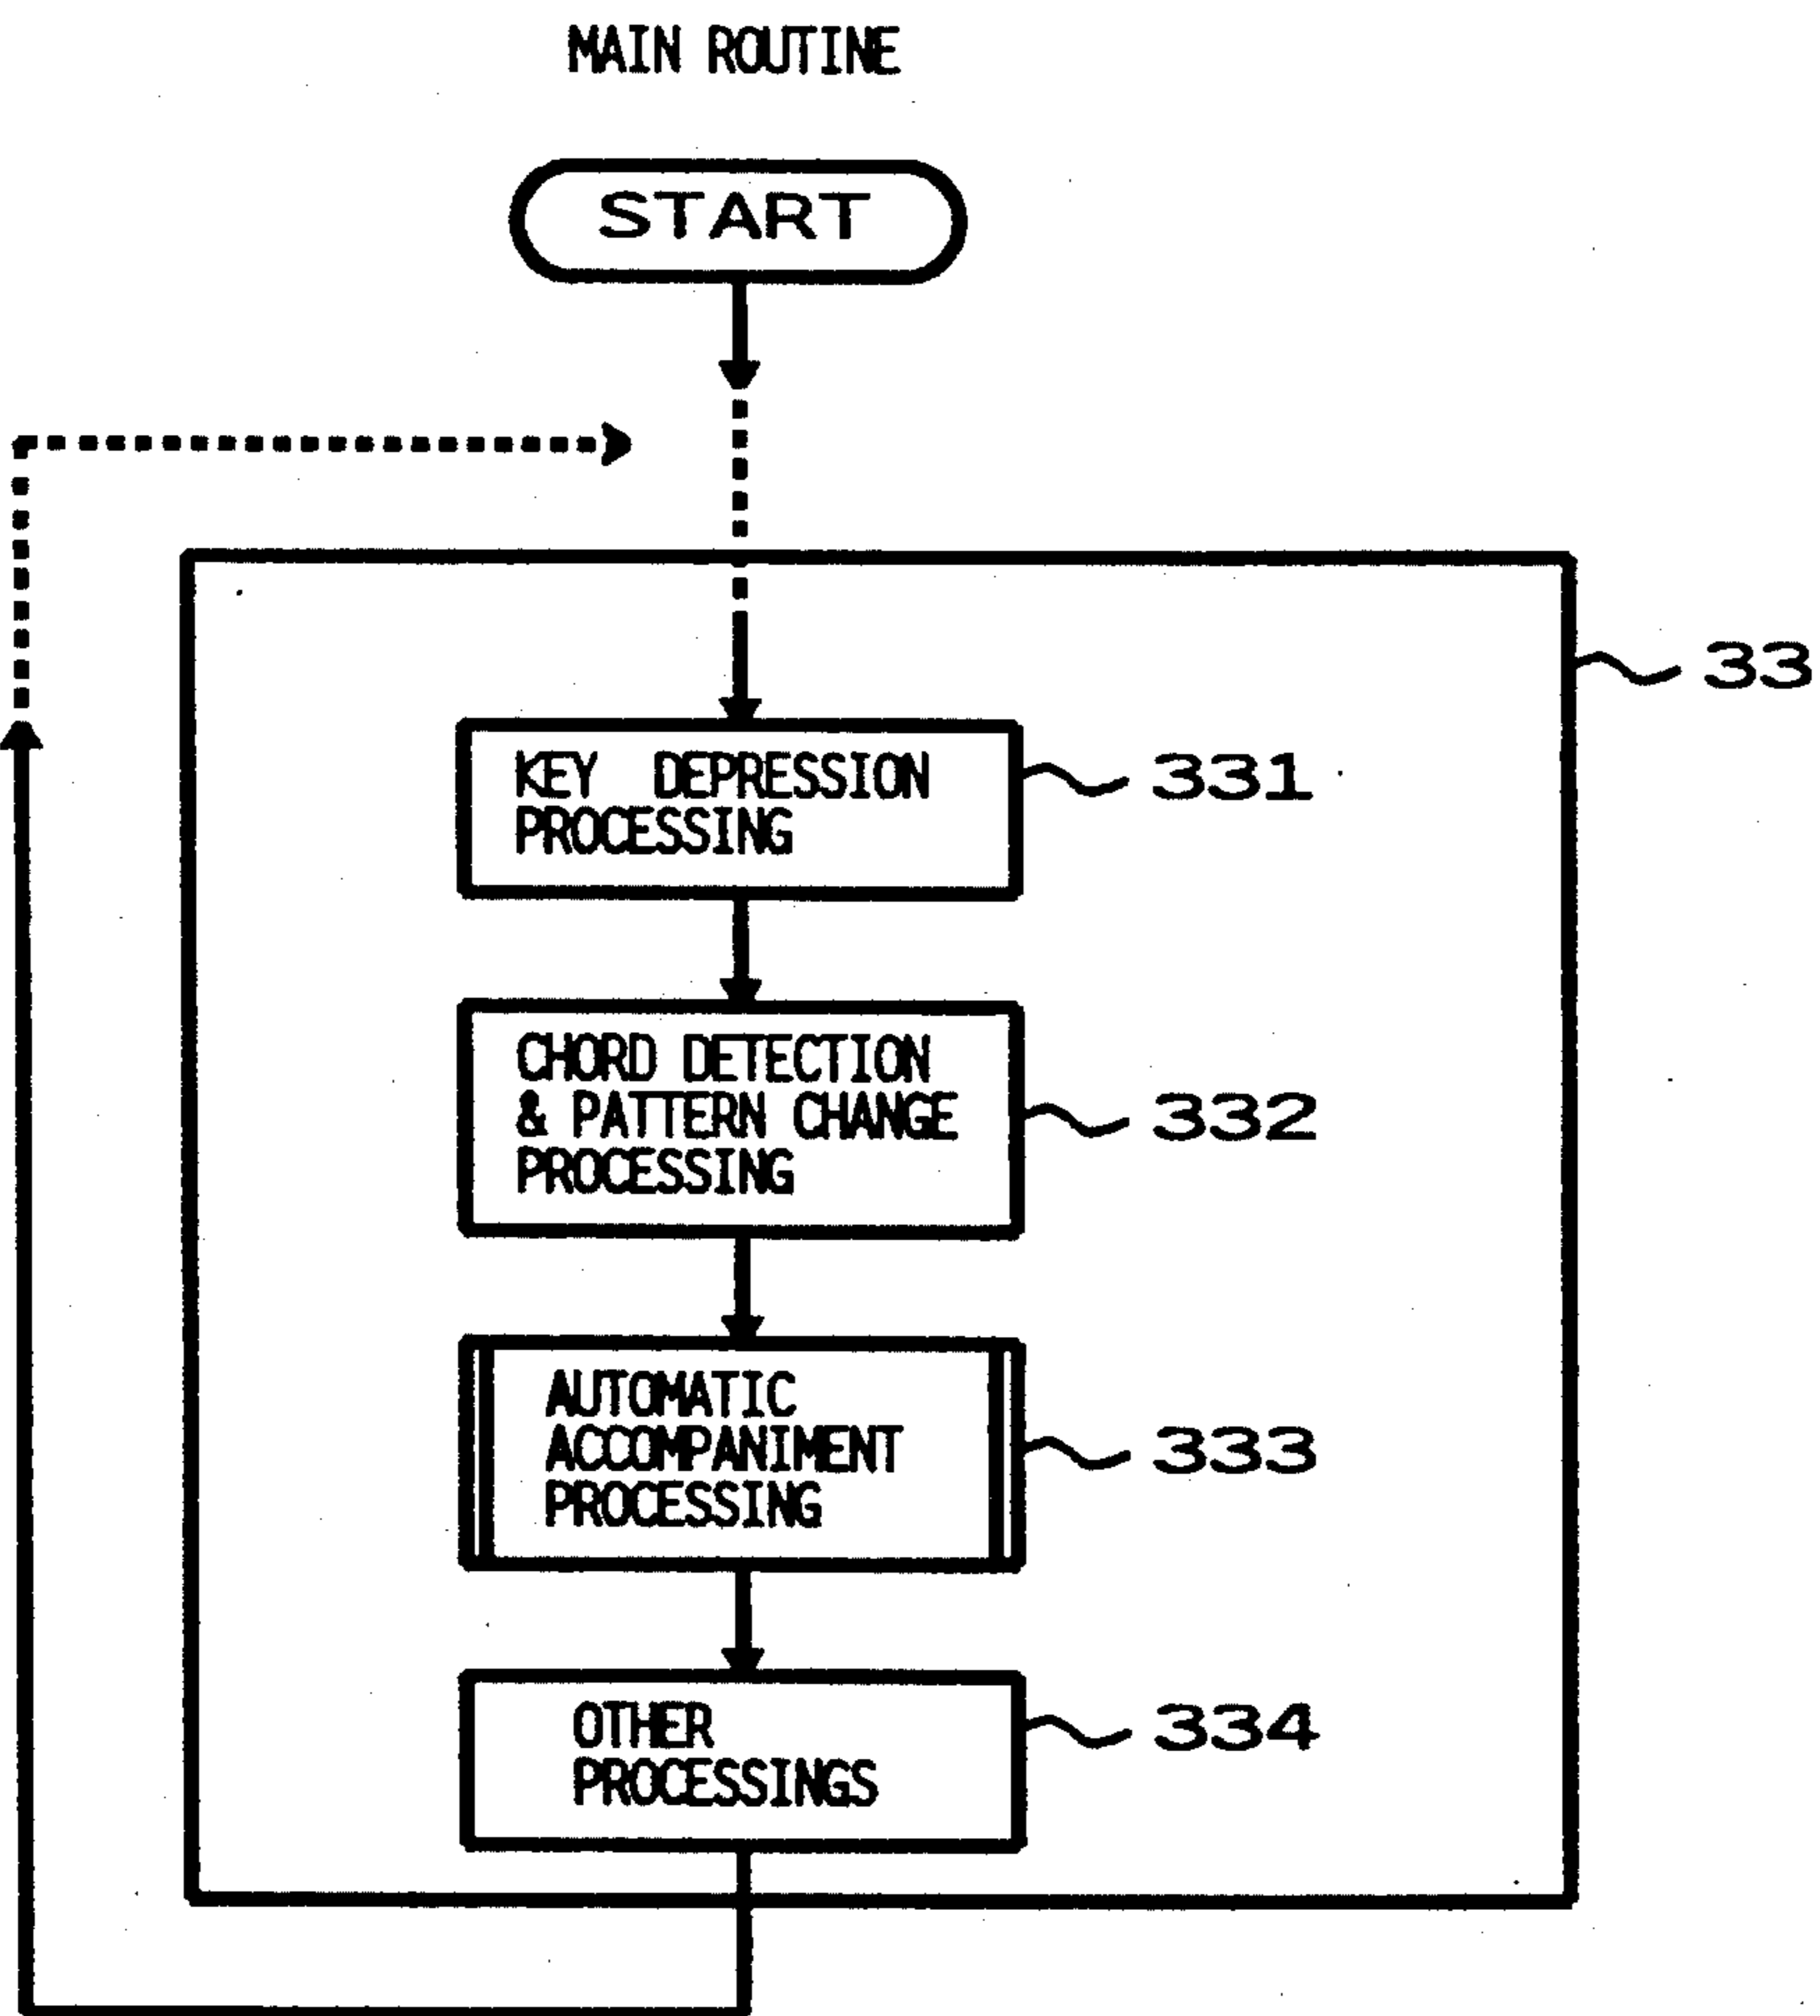 MAIN ROUTINE
START
33
KEY DEPRESSION
PROCESSING
331
CHORD DETECTION
& PATTERN CHANGE
PROCESSING
332
AUTOMATIC
ACCOMPANIMENT
PROCESSING
333
OTHER
PROCESSINGS
334